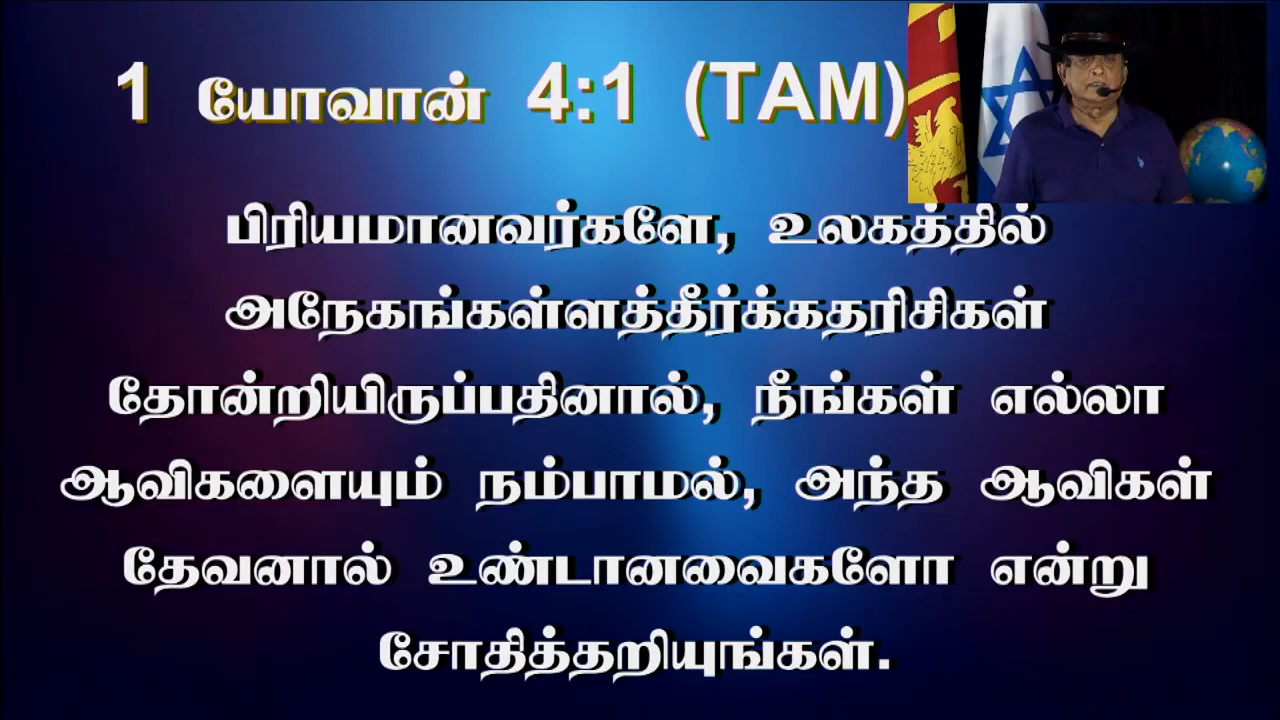 1 யோவான் 4:1 (TAM)
பிரியமானவர்களே, உலகத்தில்
அநேகங்கள்ளத்தீர்க்கதரிசிகள்
தோன்றியிருப்பதினால், நீங்கள் எல்லா
ஆவிகளையும் நம்பாமல், அந்த ஆவிகள்
தேவனால் உண்டானவைகளோ என்று
சோதித்தறியுங்கள்.